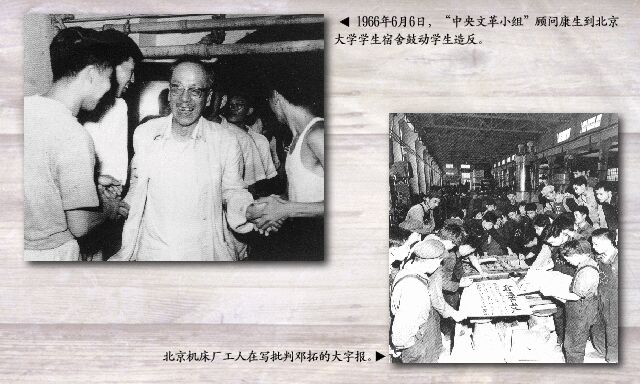 ◀ 1966年6月6日，“中央文革小组”顾问康生到北京
大学学生宿舍鼓动学生造反。
北京机床厂工人在写批判邓拓的大字报。▶